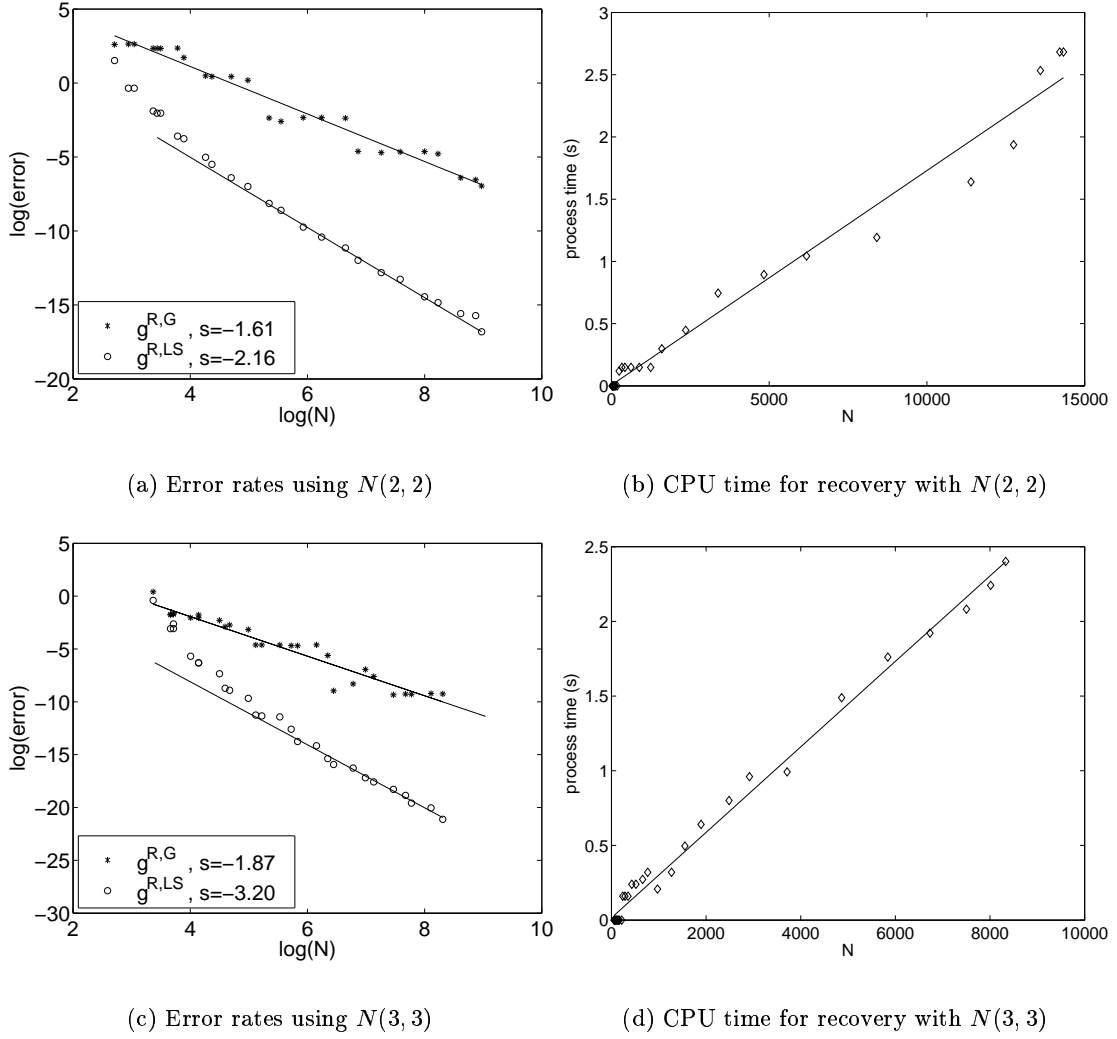 5
0
−5
−10
−15
−20
2
4
6
8
10
log(error)
log(N)
g^R,G , s=−1.61
g^R,LS , s=−2.16
3
2.5
2
1.5
1
0.5
0
0
5000
10000
15000
process time (s)
N
(a) Error rates using N(2, 2)
(b) CPU time for recovery with N(2, 2)
5
0
−5
−10
−15
−20
−25
−30
2
4
6
8
10
log(error)
log(N)
g^R,G , s=−1.87
g^R,LS , s=−3.20
2.5
2
1.5
1
0.5
0
0
2000
4000
6000
8000
10000
process time (s)
N
(c) Error rates using N(3, 3)
(d) CPU time for recovery with N(3, 3)